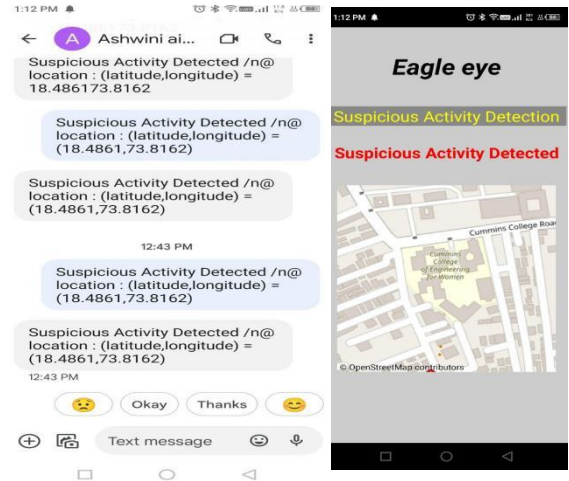 1:12 PM
Ashwini ai...
Suspicious Activity Detected /n@
location : (latitude,longitude) =
18.486173.8162
Suspicious Activity Detected /n@
location : (latitude,longitude) =
(18.4861,73.8162)
Suspicious Activity Detected /n@
location : (latitude,longitude) =
(18.4861,73.8162)
12:43 PM
Suspicious Activity Detected /n@
location : (latitude,longitude) =
(18.4861,73.8162)
Suspicious Activity Detected /n@
location : (latitude,longitude) =
(18.4861,73.8162)
12:43 PM
Okay
Thanks
Text message
1:12 PM
Eagle eye
Suspicious Activity Detection
Suspicious Activity Detected
Cummins College Road
Cummins
College
of Engineering
for Women
© OpenStreetMap contributors